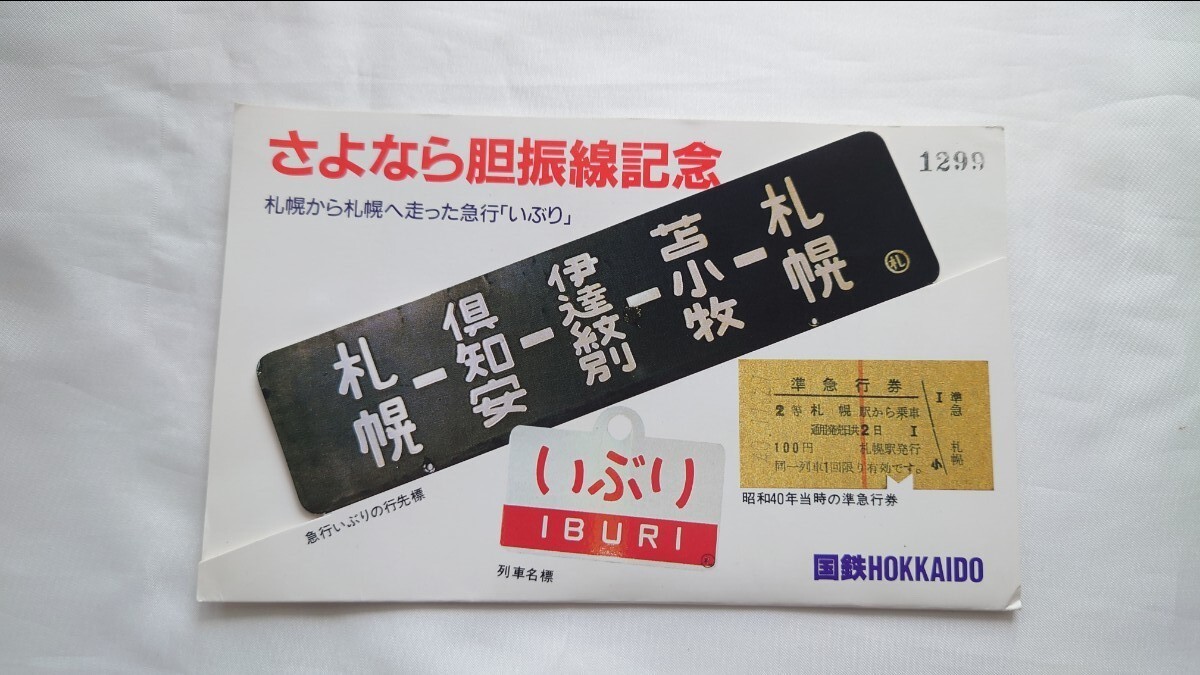 さよなら胆振線記念
1299
札幌から札幌へ走った急行「いぶり」
札幌ー倶知安ー伊達紋別ー苫小牧ー札幌
札
急行いぶりの行先標
いぶり
IBURI
列車名標
準急行券
2等 札幌 駅から乗車
通用発売日共2日 I
100円 札幌駅発行
同一列車1回限り有効です。
I 準急
小 札幌
昭和40年当時の準急行券
国鉄HOKKAIDO